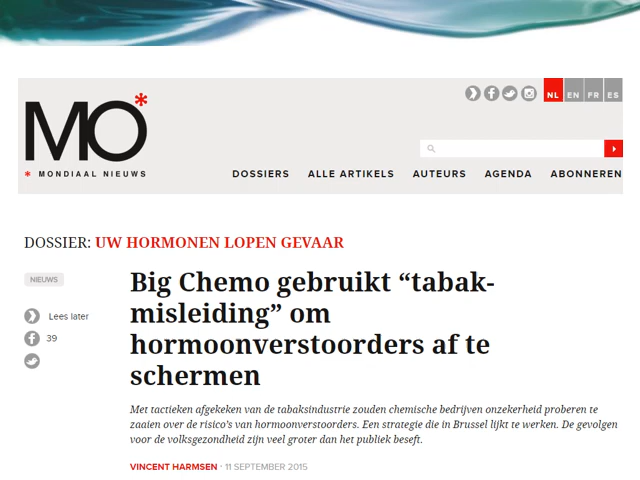 MO*
* MONDIAAL NIEUWS
NL EN FR ES
DOSSIERS ALLE ARTIKELS AUTEURS AGENDA ABONNEREN
DOSSIER: UW HORMONEN LOPEN GEVAAR
NIEUWS
Lees later
39
Big Chemo gebruikt “tabak-
misleiding” om
hormoonverstoorders af te
schermen
Met tactieken afgekeken van de tabaksindustrie zouden chemische bedrijven onzekerheid proberen te
zaaien over de risico’s van hormoonverstoorders. Een strategie die in Brussel lijkt te werken. De gevolgen
voor de volksgezondheid zijn veel groter dan het publiek beseft.
VINCENT HARMSEN · 11 SEPTEMBER 2015